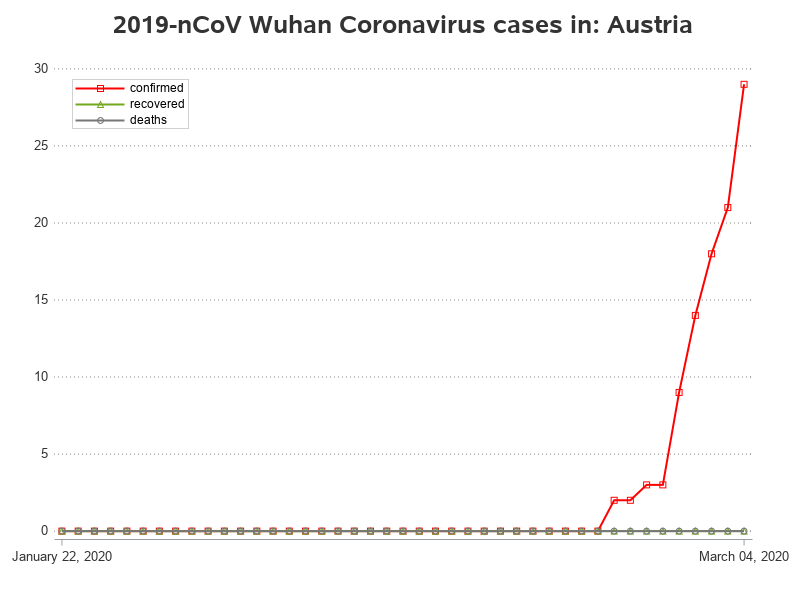 2019-nCoV Wuhan Coronavirus cases in: Austria
30
confirmed
recovered
deaths
25
20
15
10
5
0
January 22, 2020
March 04, 2020